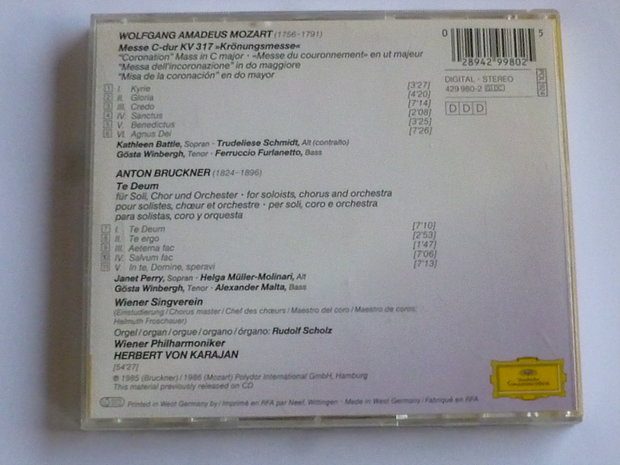 WOLFGANG AMADEUS MOZART (1756-1791)
Messe C-dur KV 317 »Krönungsmesse«
"Coronation" Mass in C major · «Messe du couronnement» en ut majeur
"Messa dell'incoronazione" in do maggiore
"Misa de la coronación" en do mayor
1 I. Kyrie [3'27]
2 II. Gloria [4'20]
3 III. Credo [7'14]
4 IV. Sanctus [2'08]
5 V. Benedictus [3'25]
6 VI. Agnus Dei [7'26]
Kathleen Battle, Sopran · Trudeliese Schmidt, Alt (contralto)
Gösta Winbergh, Tenor · Ferruccio Furlanetto, Bass
ANTON BRUCKNER (1824-1896)
Te Deum
für Soli, Chor und Orchester · for soloists, chorus and orchestra
pour solistes, chœur et orchestre · per soli, coro e orchestra
para solistas, coro y orquesta
7 I. Te Deum [7'10]
8 II. Te ergo [2'53]
9 III. Aeterna fac [1'47]
10 IV. Salvum fac [7'06]
11 V. In te, Domine, speravi [7'13]
Janet Perry, Sopran · Helga Müller-Molinari, Alt
Gösta Winbergh, Tenor · Alexander Malta, Bass
Wiener Singverein
(Einstudierung / Chorus master / Chef des chœurs / Maestro del coro / Maestro de coros:
Helmuth Froschauer)
Orgel/organ/orgue/organo/órgano: Rudolf Scholz
Wiener Philharmoniker
HERBERT VON KARAJAN
[54'27]
℗ 1985 (Bruckner) / 1986 (Mozart) Polydor International GmbH, Hamburg
This material previously released on CD
Printed in West Germany by / Imprimé en RFA par Neef, Wittingen · Made in West Germany / Fabriqué en RFA
0 28942 99802 5
DIGITAL · STEREO
429 980-2
DDD
Deutsche
Grammophon